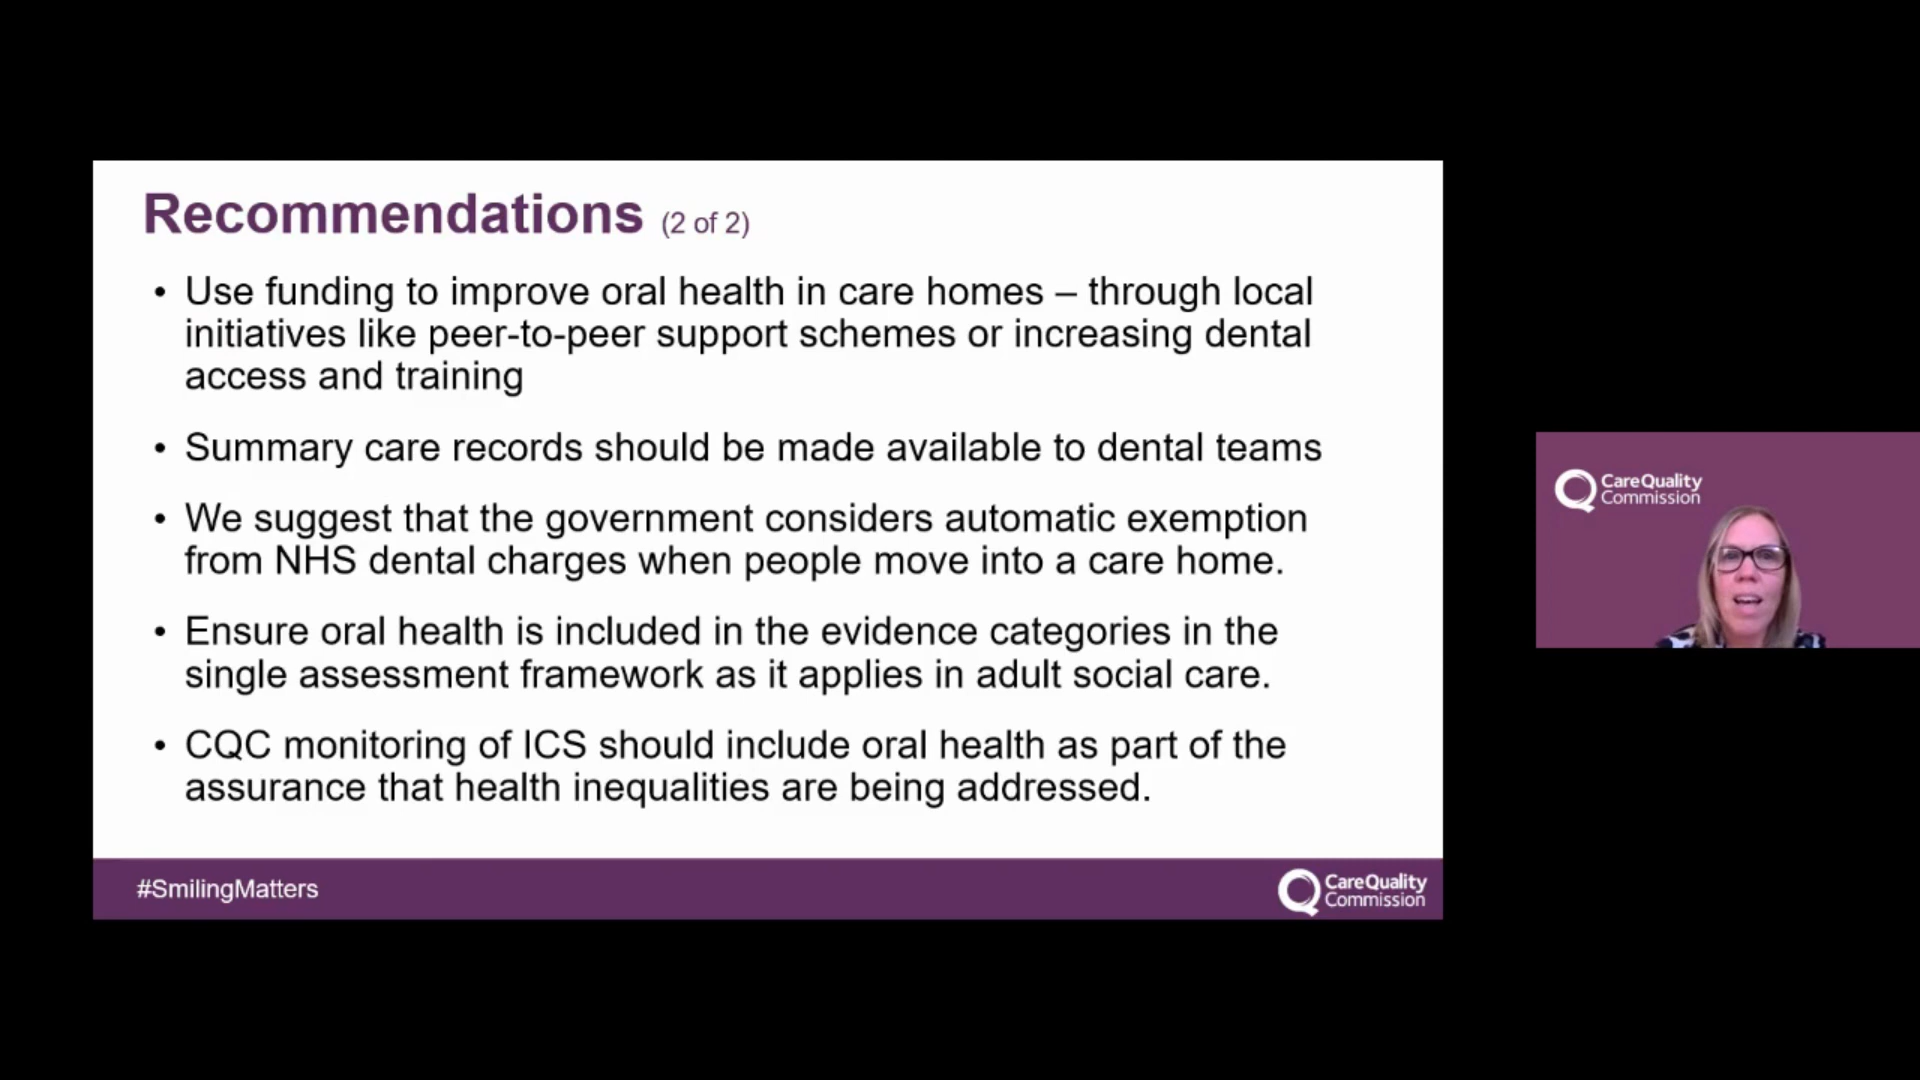 Recommendations (2 of 2)
• Use funding to improve oral health in care homes – through local
initiatives like peer-to-peer support schemes or increasing dental
access and training
• Summary care records should be made available to dental teams
• We suggest that the government considers automatic exemption
from NHS dental charges when people move into a care home.
• Ensure oral health is included in the evidence categories in the
single assessment framework as it applies in adult social care.
• CQC monitoring of ICS should include oral health as part of the
assurance that health inequalities are being addressed.
#SmilingMatters
CareQuality
Commission
CareQuality
Commission